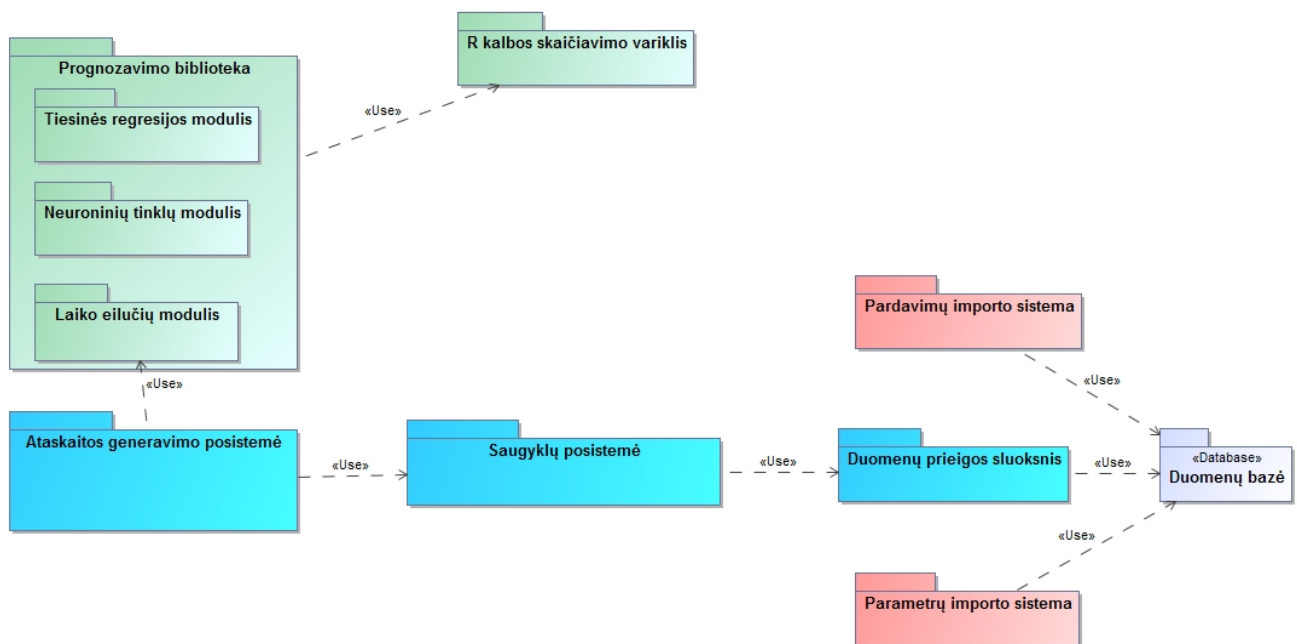 R kalbos skaičiavimo variklis
Prognozavimo biblioteka
Tiesinės regresijos modulis
«Use»
Neuroninių tinklų modulis
Laiko eilučių modulis
Pardavimų importo sistema
«Use»
«Use»
Ataskaitos generavimo posistemė
«Use»
Saugyklų posistemė
«Use»
Duomenų prieigos sluoksnis
«Use»
«Database»
Duomenų bazė
«Use»
Parametrų importo sistema